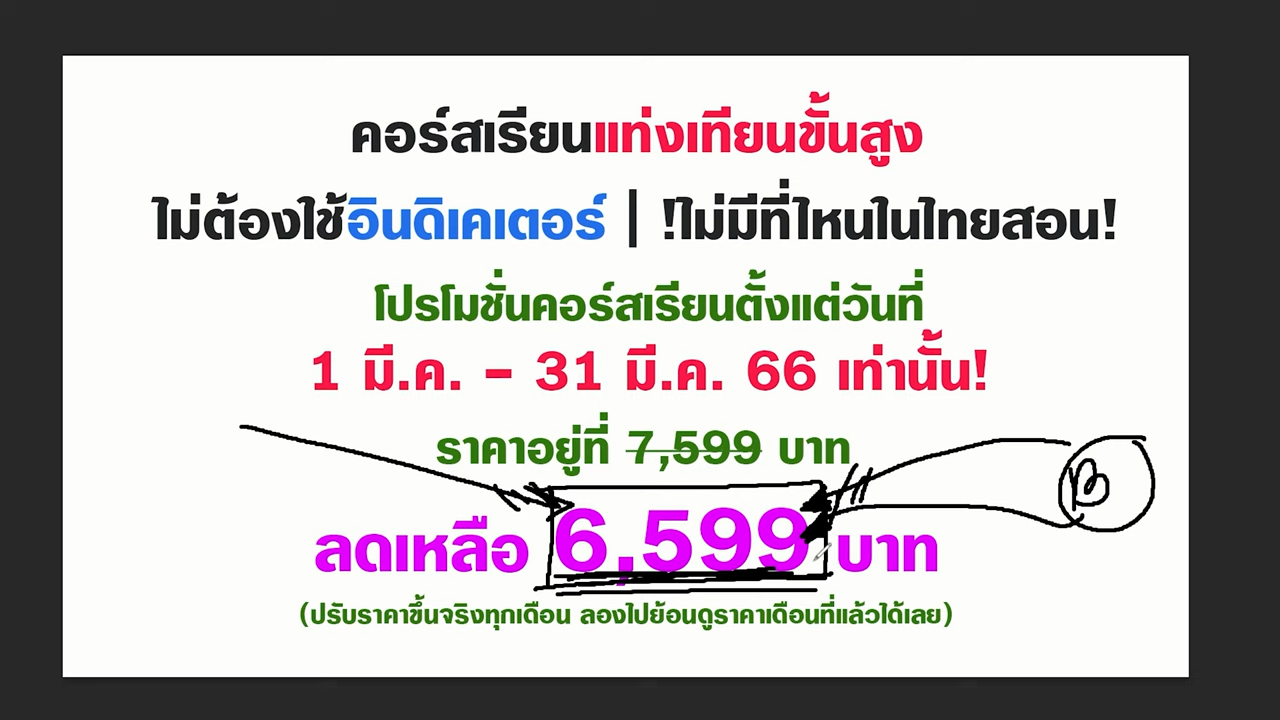 คอร์สเรียนแท่งเทียนขั้นสูง
ไม่ต้องใช้อินดิเคเตอร์ | !ไม่มีที่ไหนในไทยสอน!
โปรโมชั่นคอร์สเรียนตั้งแต่วันที่
1 มี.ค. – 31 มี.ค. 66 เท่านั้น!
ราคาอยู่ที่ 7,599 บาท
B
ลดเหลือ 6,599 บาท
(ปรับราคาขึ้นจริงทุกเดือน ลองไปย้อนดูราคาเดือนที่แล้วได้เลย)